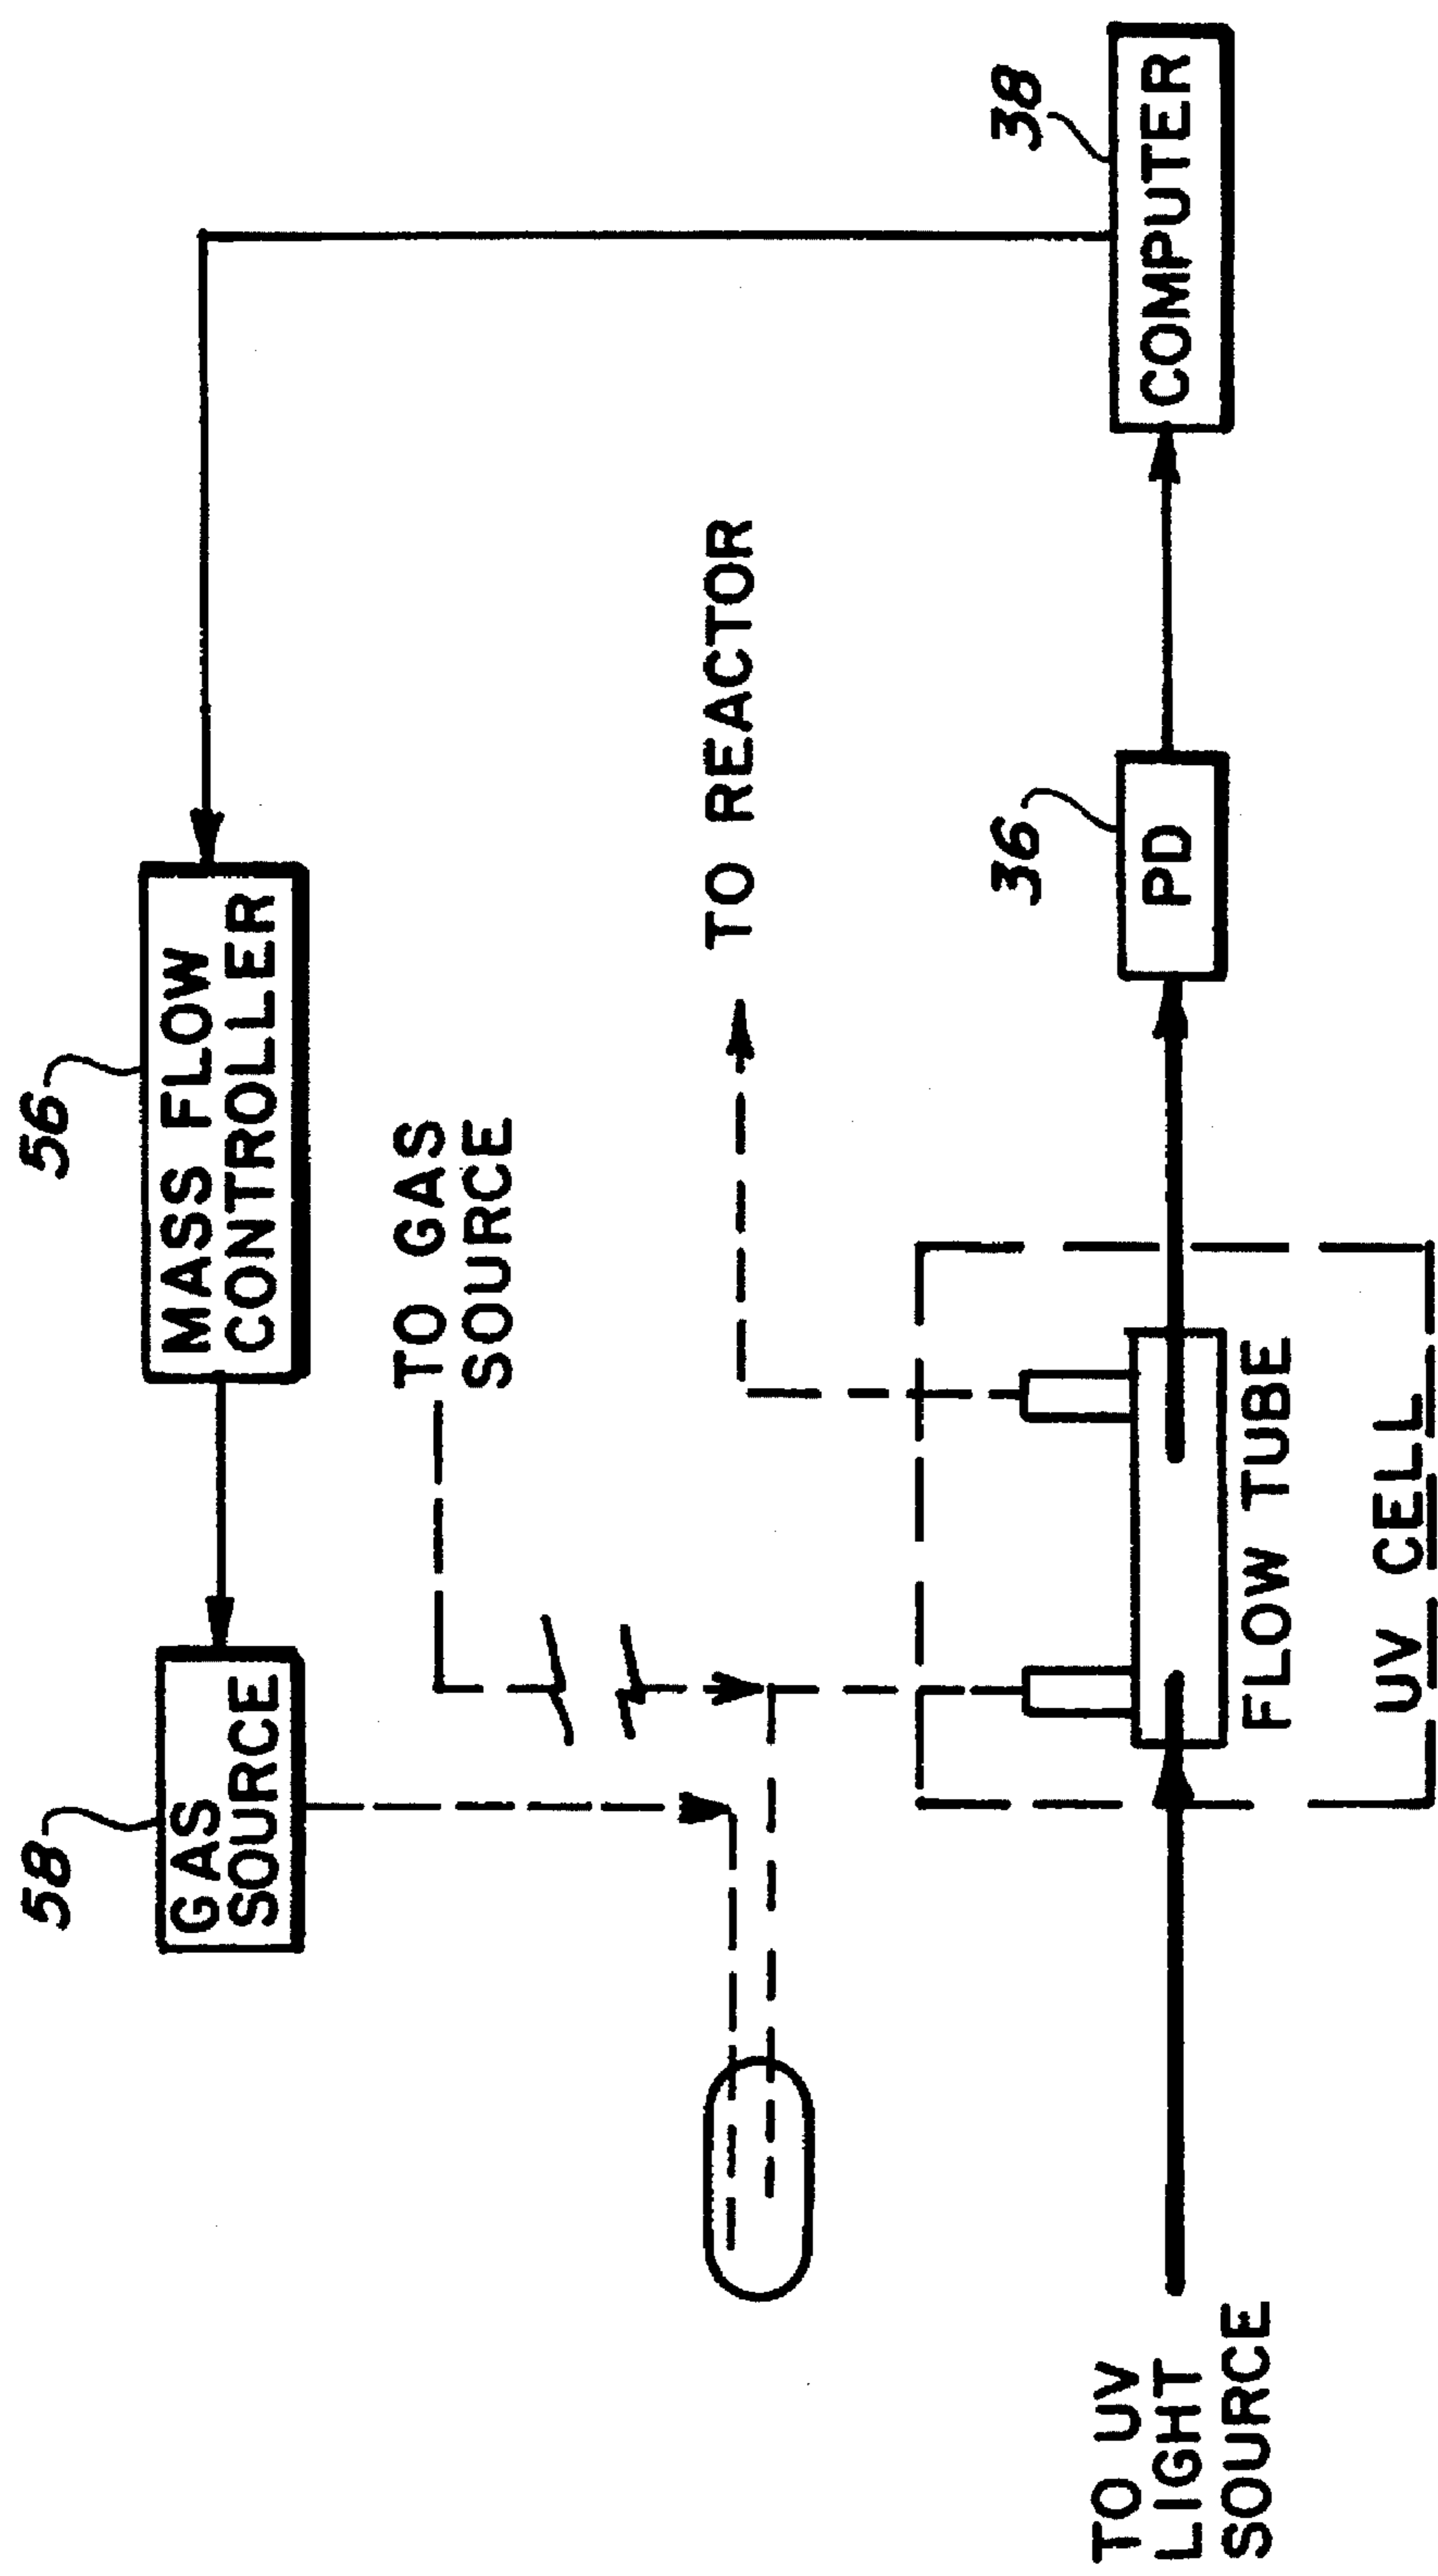 58
GAS
SOURCE
56
MASS FLOW
CONTROLLER
TO GAS
SOURCE
TO REACTOR
TO UV
LIGHT
SOURCE
FLOW TUBE
UV CELL
36
PD
38
COMPUTER